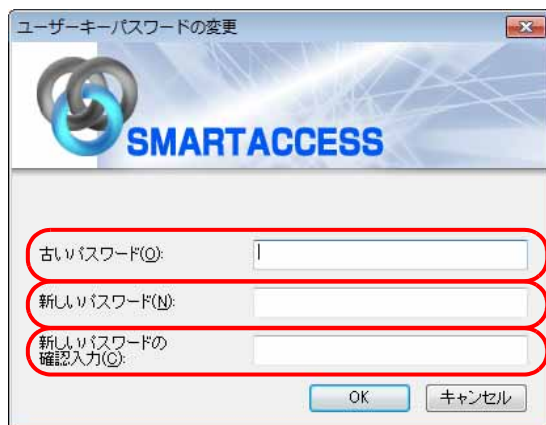 ユーザーキーパスワードの変更
SMARTACCESS
古いパスワード(O):
新しいパスワード(N):
新しいパスワードの
確認入力(C):
OK
キャンセル